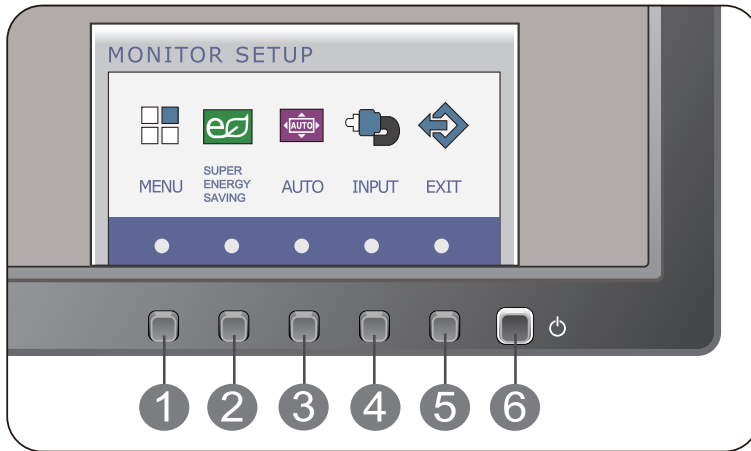 MONITOR SETUP
AUTO
MENU
SUPER
ENERGY
SAVING
AUTO
INPUT
EXIT
1 2 3 4 5 6